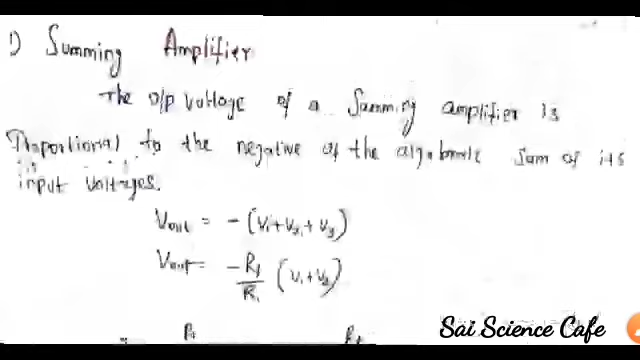 1) Summing Amplifier
The O/p voltage of a Summing amplifier is
Proportional to the negative of the algebraic sum of its
input voltages.
Vout = -(V1+V2+V3)
Vout = -Rf/R1 (V1+V2)
Sai Science Cafe